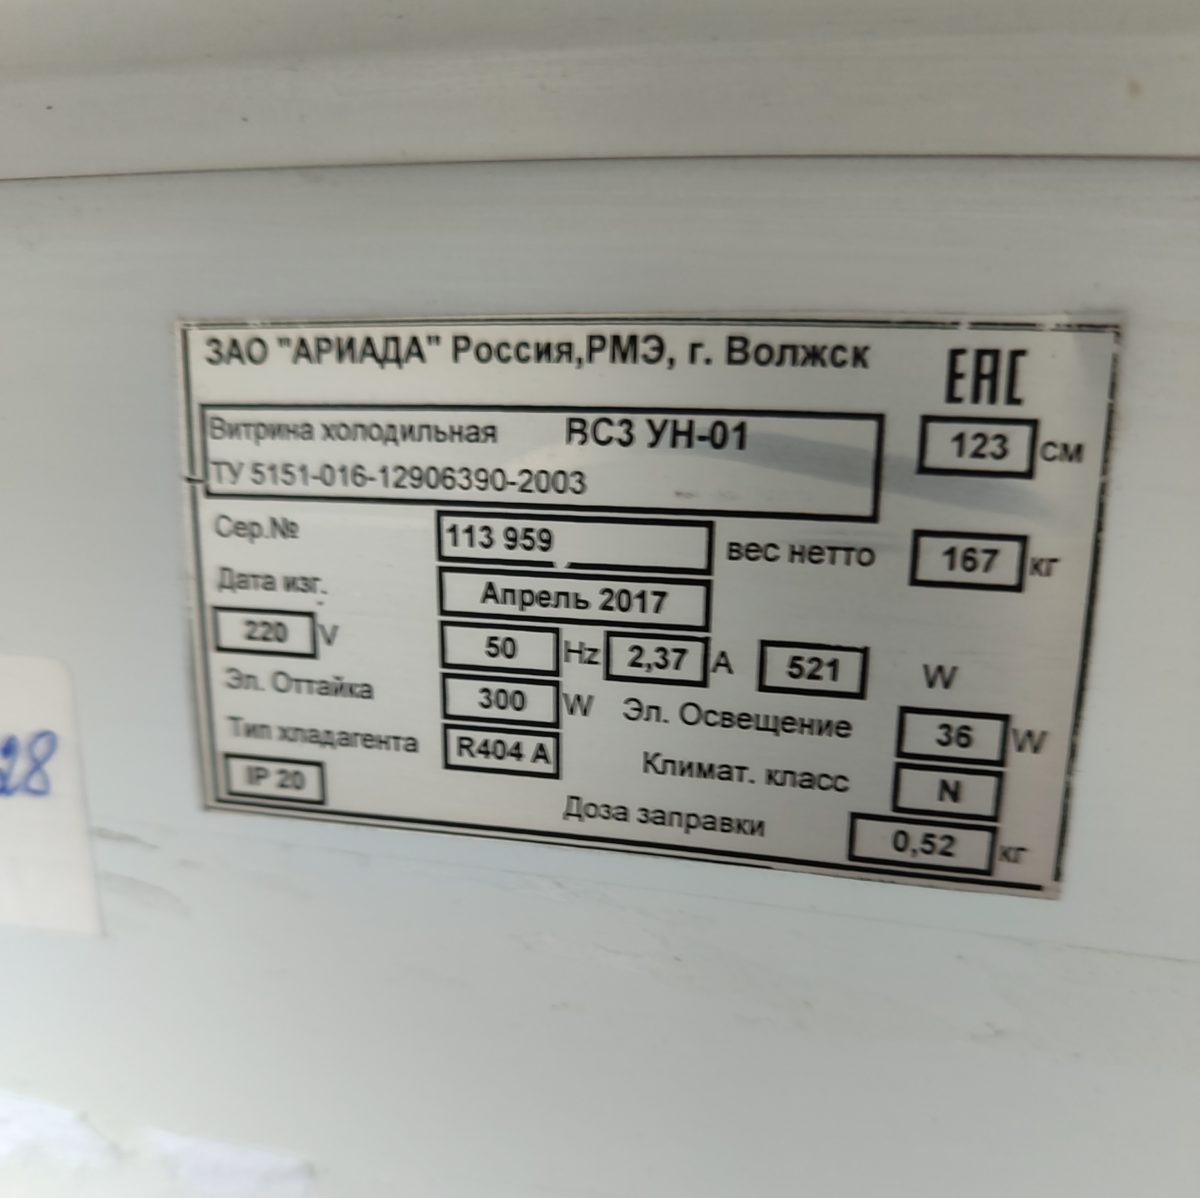 ЗАО "АРИАДА" Россия,РМЭ, г. Волжск EAC
Витрина холодильная ВС3 УН-01 123 см
ТУ 5151-016-12906390-2003
Сер.№ 113 959 вес нетто 167 кг
Дата изг. Апрель 2017
220 V 50 Hz 2,37 A 521 W
Эл. Оттайка 300 W Эл. Освещение 36 W
Тип хладагента R404 A Климат. класс N
IP 20 Доза заправки 0,52 кг
28